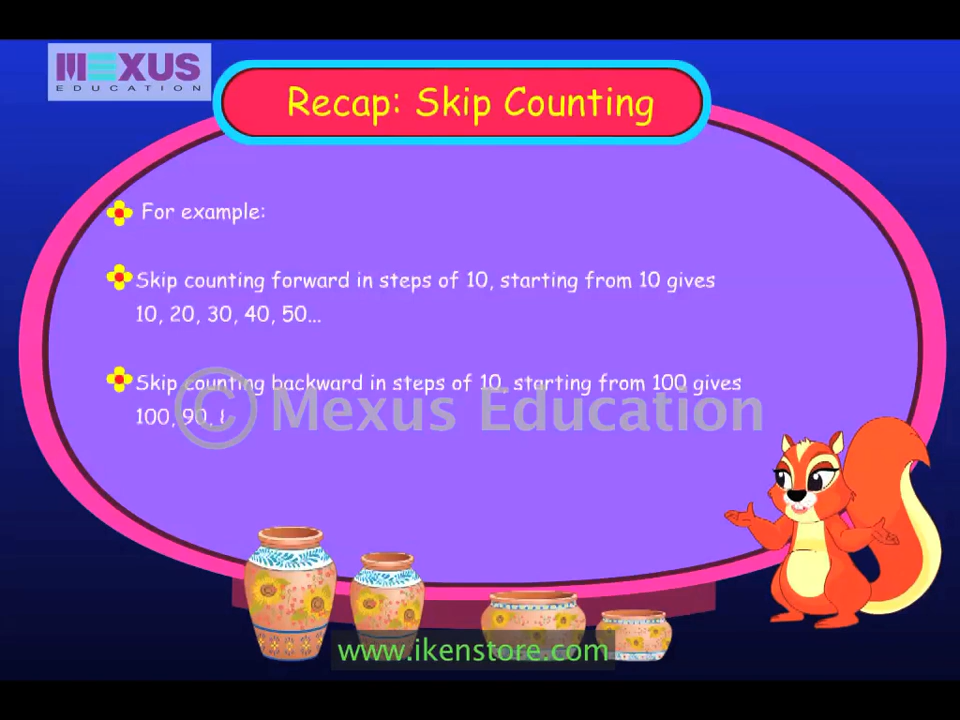 MEXUS
EDUCATION
Recap: Skip Counting
For example:
Skip counting forward in steps of 10, starting from 10 gives
10, 20, 30, 40, 50...
Skip counting backward in steps of 10, starting from 100 gives
100, 90,
© Mexus Education
www.ikenstore.com